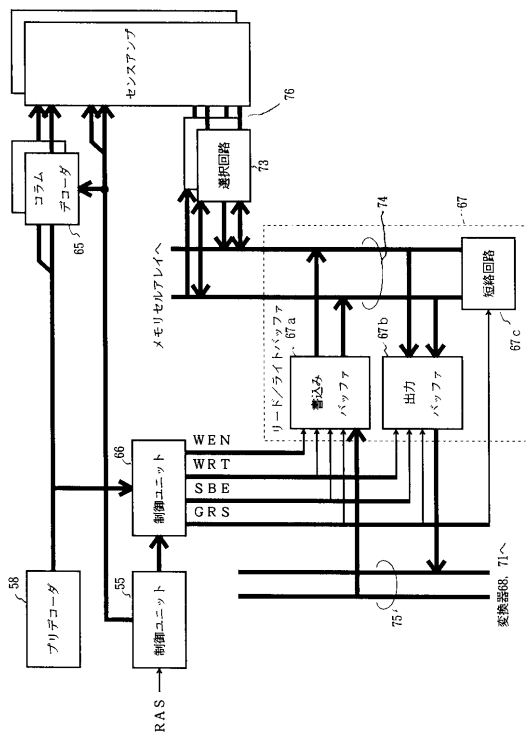 センスアンプ
コラム
デコーダ
65
76
選択回路
73
メモリセルアレイへ
74
67
リード／ライトバッファ
67a
書込み
バッファ
67b
出力
バッファ
短絡回路
67c
66
制御ユニット
WEN
WRT
SBE
GRS
58
プリデコーダ
55
制御ユニット
RAS
75
変換器68、71へ